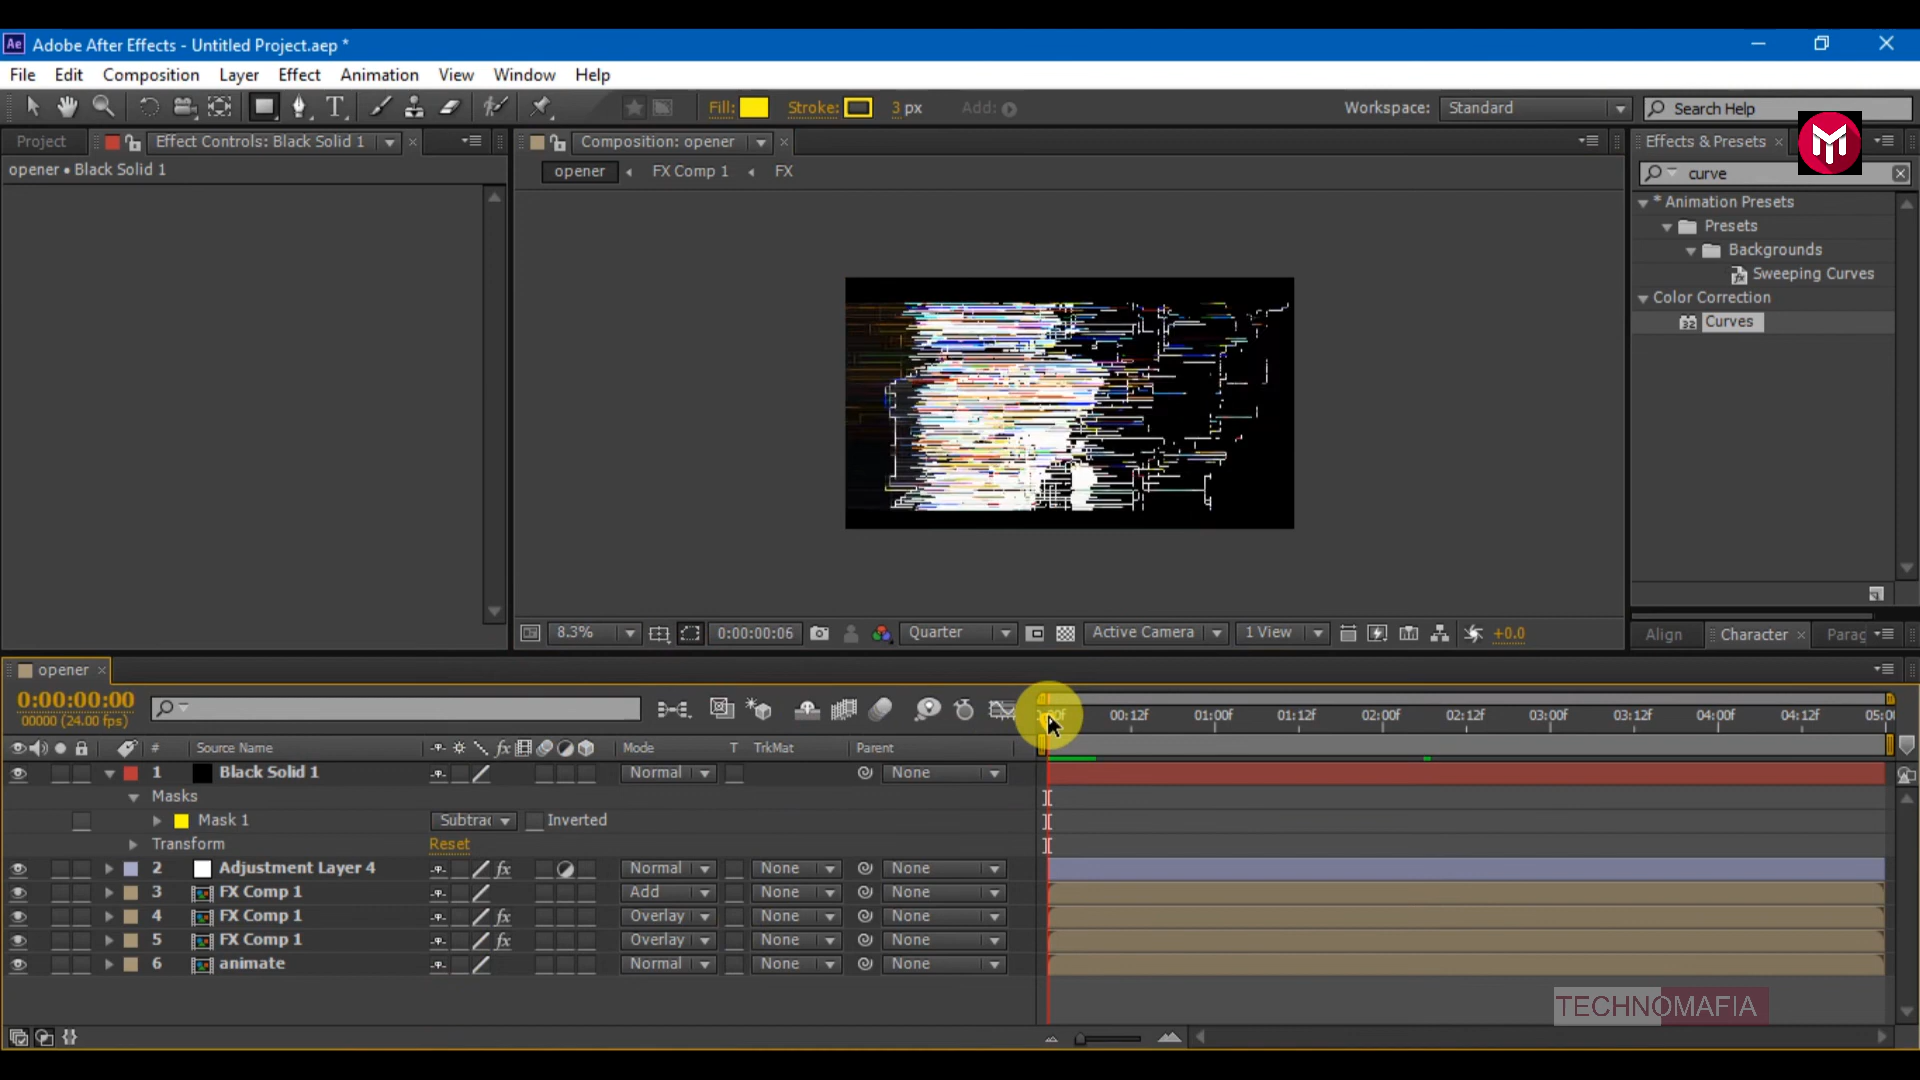 Ae Adobe After Effects - Untitled Project.aep *
File Edit Composition Layer Effect Animation View Window Help
T Fill: Stroke: 3 px Add: Workspace: Standard Search Help
Project Effect Controls: Black Solid 1 Composition: opener Effects & Presets
opener • Black Solid 1 opener FX Comp 1 FX curve
* Animation Presets
Presets
Backgrounds
Sweeping Curves
Color Correction
32 Curves
8.3% 0:00:00:06 Quarter Active Camera 1 View +0.0 Align Character Parag
opener
0:00:00:00
00000 (24.00 fps) 00:12f 01:00f 01:12f 02:00f 02:12f 03:00f 03:12f 04:00f 04:12f 05:0
# Source Name fx Mode T TrkMat Parent
1 Black Solid 1 Normal None
Masks
Mask 1 Subtrac Inverted
Transform Reset
2 Adjustment Layer 4 fx Normal None None
3 FX Comp 1 Add None None
4 FX Comp 1 fx Overlay None None
5 FX Comp 1 fx Overlay None None
6 animate Normal None None
TECHNOMAFIA